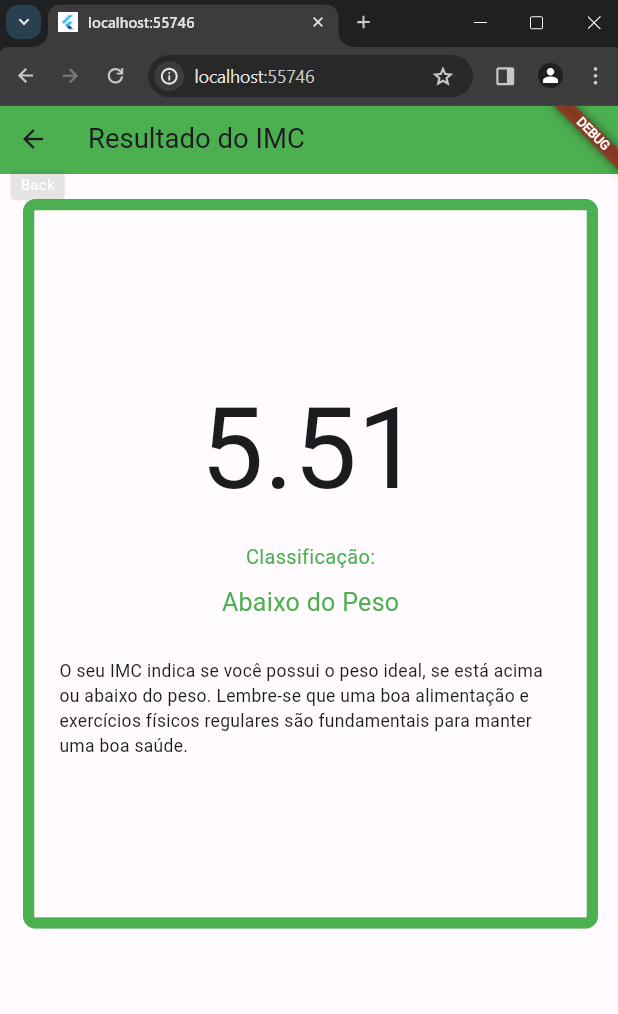 localhost:55746
localhost:55746
Resultado do IMC
DEBUG
Back
5.51
Classificação:
Abaixo do Peso
O seu IMC indica se você possui o peso ideal, se está acima
ou abaixo do peso. Lembre-se que uma boa alimentação e
exercícios físicos regulares são fundamentais para manter
uma boa saúde.